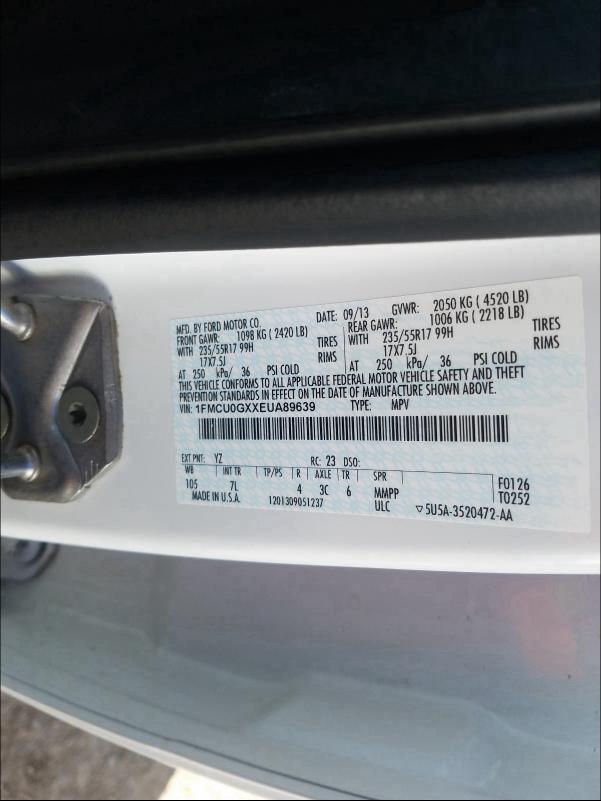 MFD. BY FORD MOTOR CO. DATE: 09/13 GVWR: 2050 KG ( 4520 LB)
FRONT GAWR: 1098 KG ( 2420 LB) REAR GAWR: 1006 KG ( 2218 LB)
WITH 235/55R17 99H TIRES WITH 235/55R17 99H TIRES
17X7.5J RIMS 17X7.5J RIMS
AT 250 kPa/ 36 PSI COLD AT 250 kPa/ 36 PSI COLD
THIS VEHICLE CONFORMS TO ALL APPLICABLE FEDERAL MOTOR VEHICLE SAFETY AND THEFT
PREVENTION STANDARDS IN EFFECT ON THE DATE OF MANUFACTURE SHOWN ABOVE.
VIN: 1FMCU0GXXEUA89639 TYPE: MPV
EXT PNT: YZ RC: 23 DSO:
WB INT TR TP/PS R AXLE TR SPR
105 7L 4 3C 6 MMPP F0126
MADE IN U.S.A. 1201309051237 ULC T0252
▽5U5A-3520472-AA